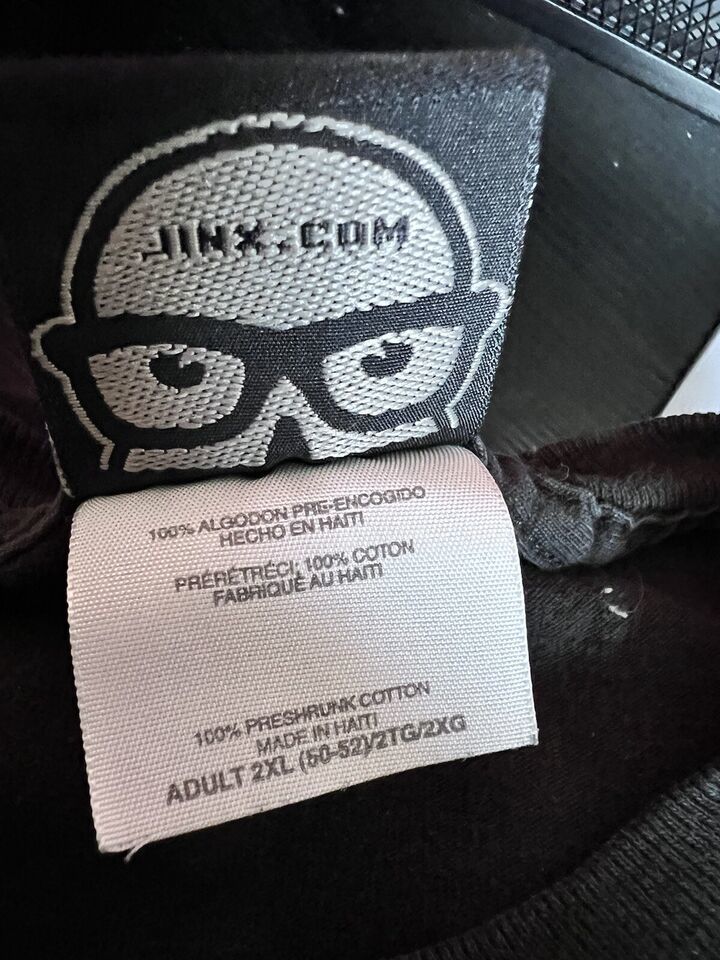 JINX.COM
100% ALGODON PRE-ENCOGIDO
HECHO EN HAITI
PRÉRÉTRÉCI; 100% COTON
FABRIQUÉ AU HAITI
100% PRESHRUNK COTTON
MADE IN HAITI
ADULT 2XL (50-52)/2TG/2XG